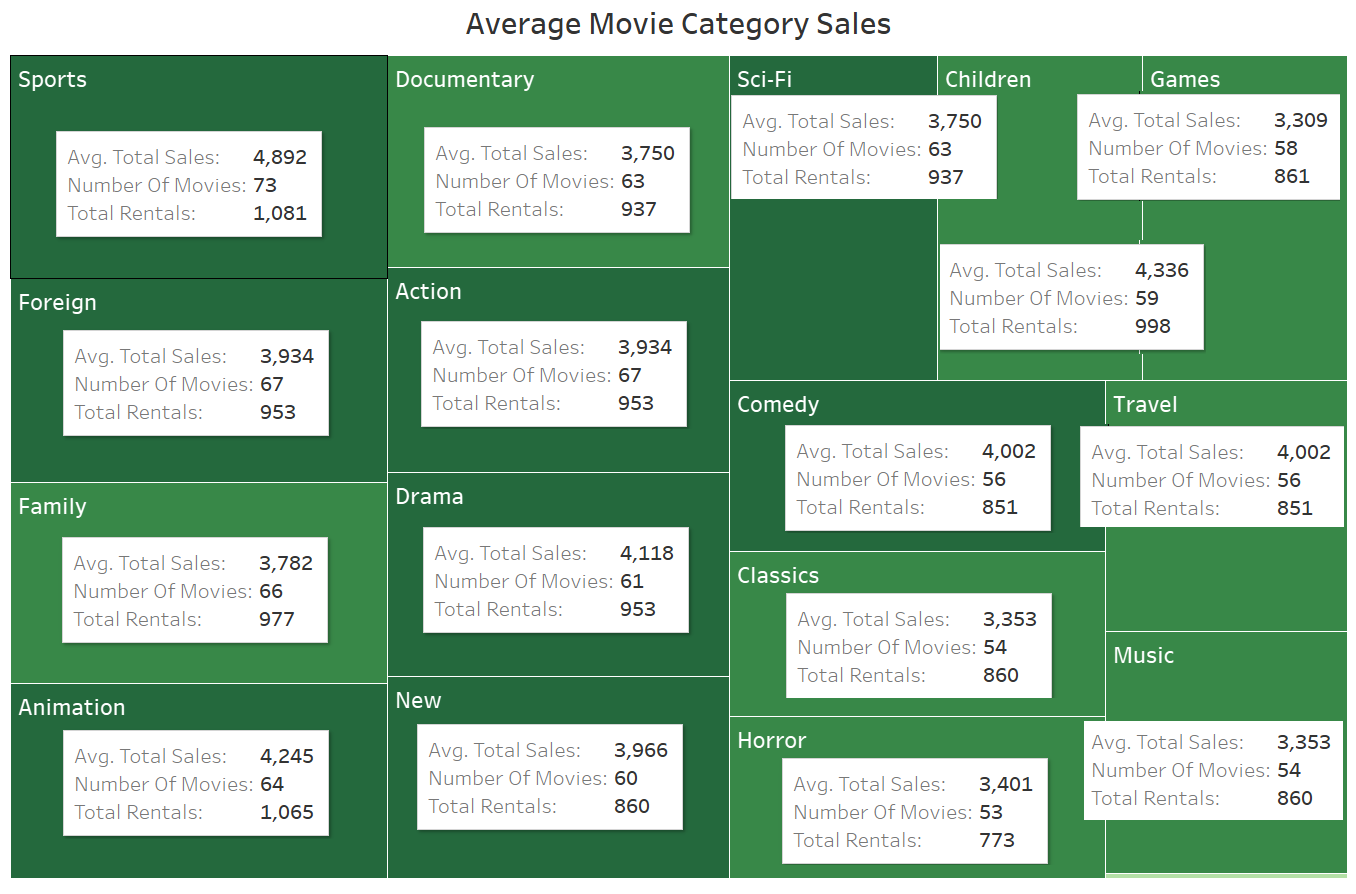 Average Movie Category Sales
Sports
Avg. Total Sales: 4,892
Number Of Movies: 73
Total Rentals: 1,081
Foreign
Avg. Total Sales: 3,934
Number Of Movies: 67
Total Rentals: 953
Family
Avg. Total Sales: 3,782
Number Of Movies: 66
Total Rentals: 977
Animation
Avg. Total Sales: 4,245
Number Of Movies: 64
Total Rentals: 1,065
Documentary
Avg. Total Sales: 3,750
Number Of Movies: 63
Total Rentals: 937
Action
Avg. Total Sales: 3,934
Number Of Movies: 67
Total Rentals: 953
Drama
Avg. Total Sales: 4,118
Number Of Movies: 61
Total Rentals: 953
New
Avg. Total Sales: 3,966
Number Of Movies: 60
Total Rentals: 860
Sci-Fi
Avg. Total Sales: 3,750
Number Of Movies: 63
Total Rentals: 937
Children
Avg. Total Sales: 4,336
Number Of Movies: 59
Total Rentals: 998
Games
Avg. Total Sales: 3,309
Number Of Movies: 58
Total Rentals: 861
Comedy
Avg. Total Sales: 4,002
Number Of Movies: 56
Total Rentals: 851
Travel
Avg. Total Sales: 4,002
Number Of Movies: 56
Total Rentals: 851
Classics
Avg. Total Sales: 3,353
Number Of Movies: 54
Total Rentals: 860
Horror
Avg. Total Sales: 3,401
Number Of Movies: 53
Total Rentals: 773
Music
Avg. Total Sales: 3,353
Number Of Movies: 54
Total Rentals: 860